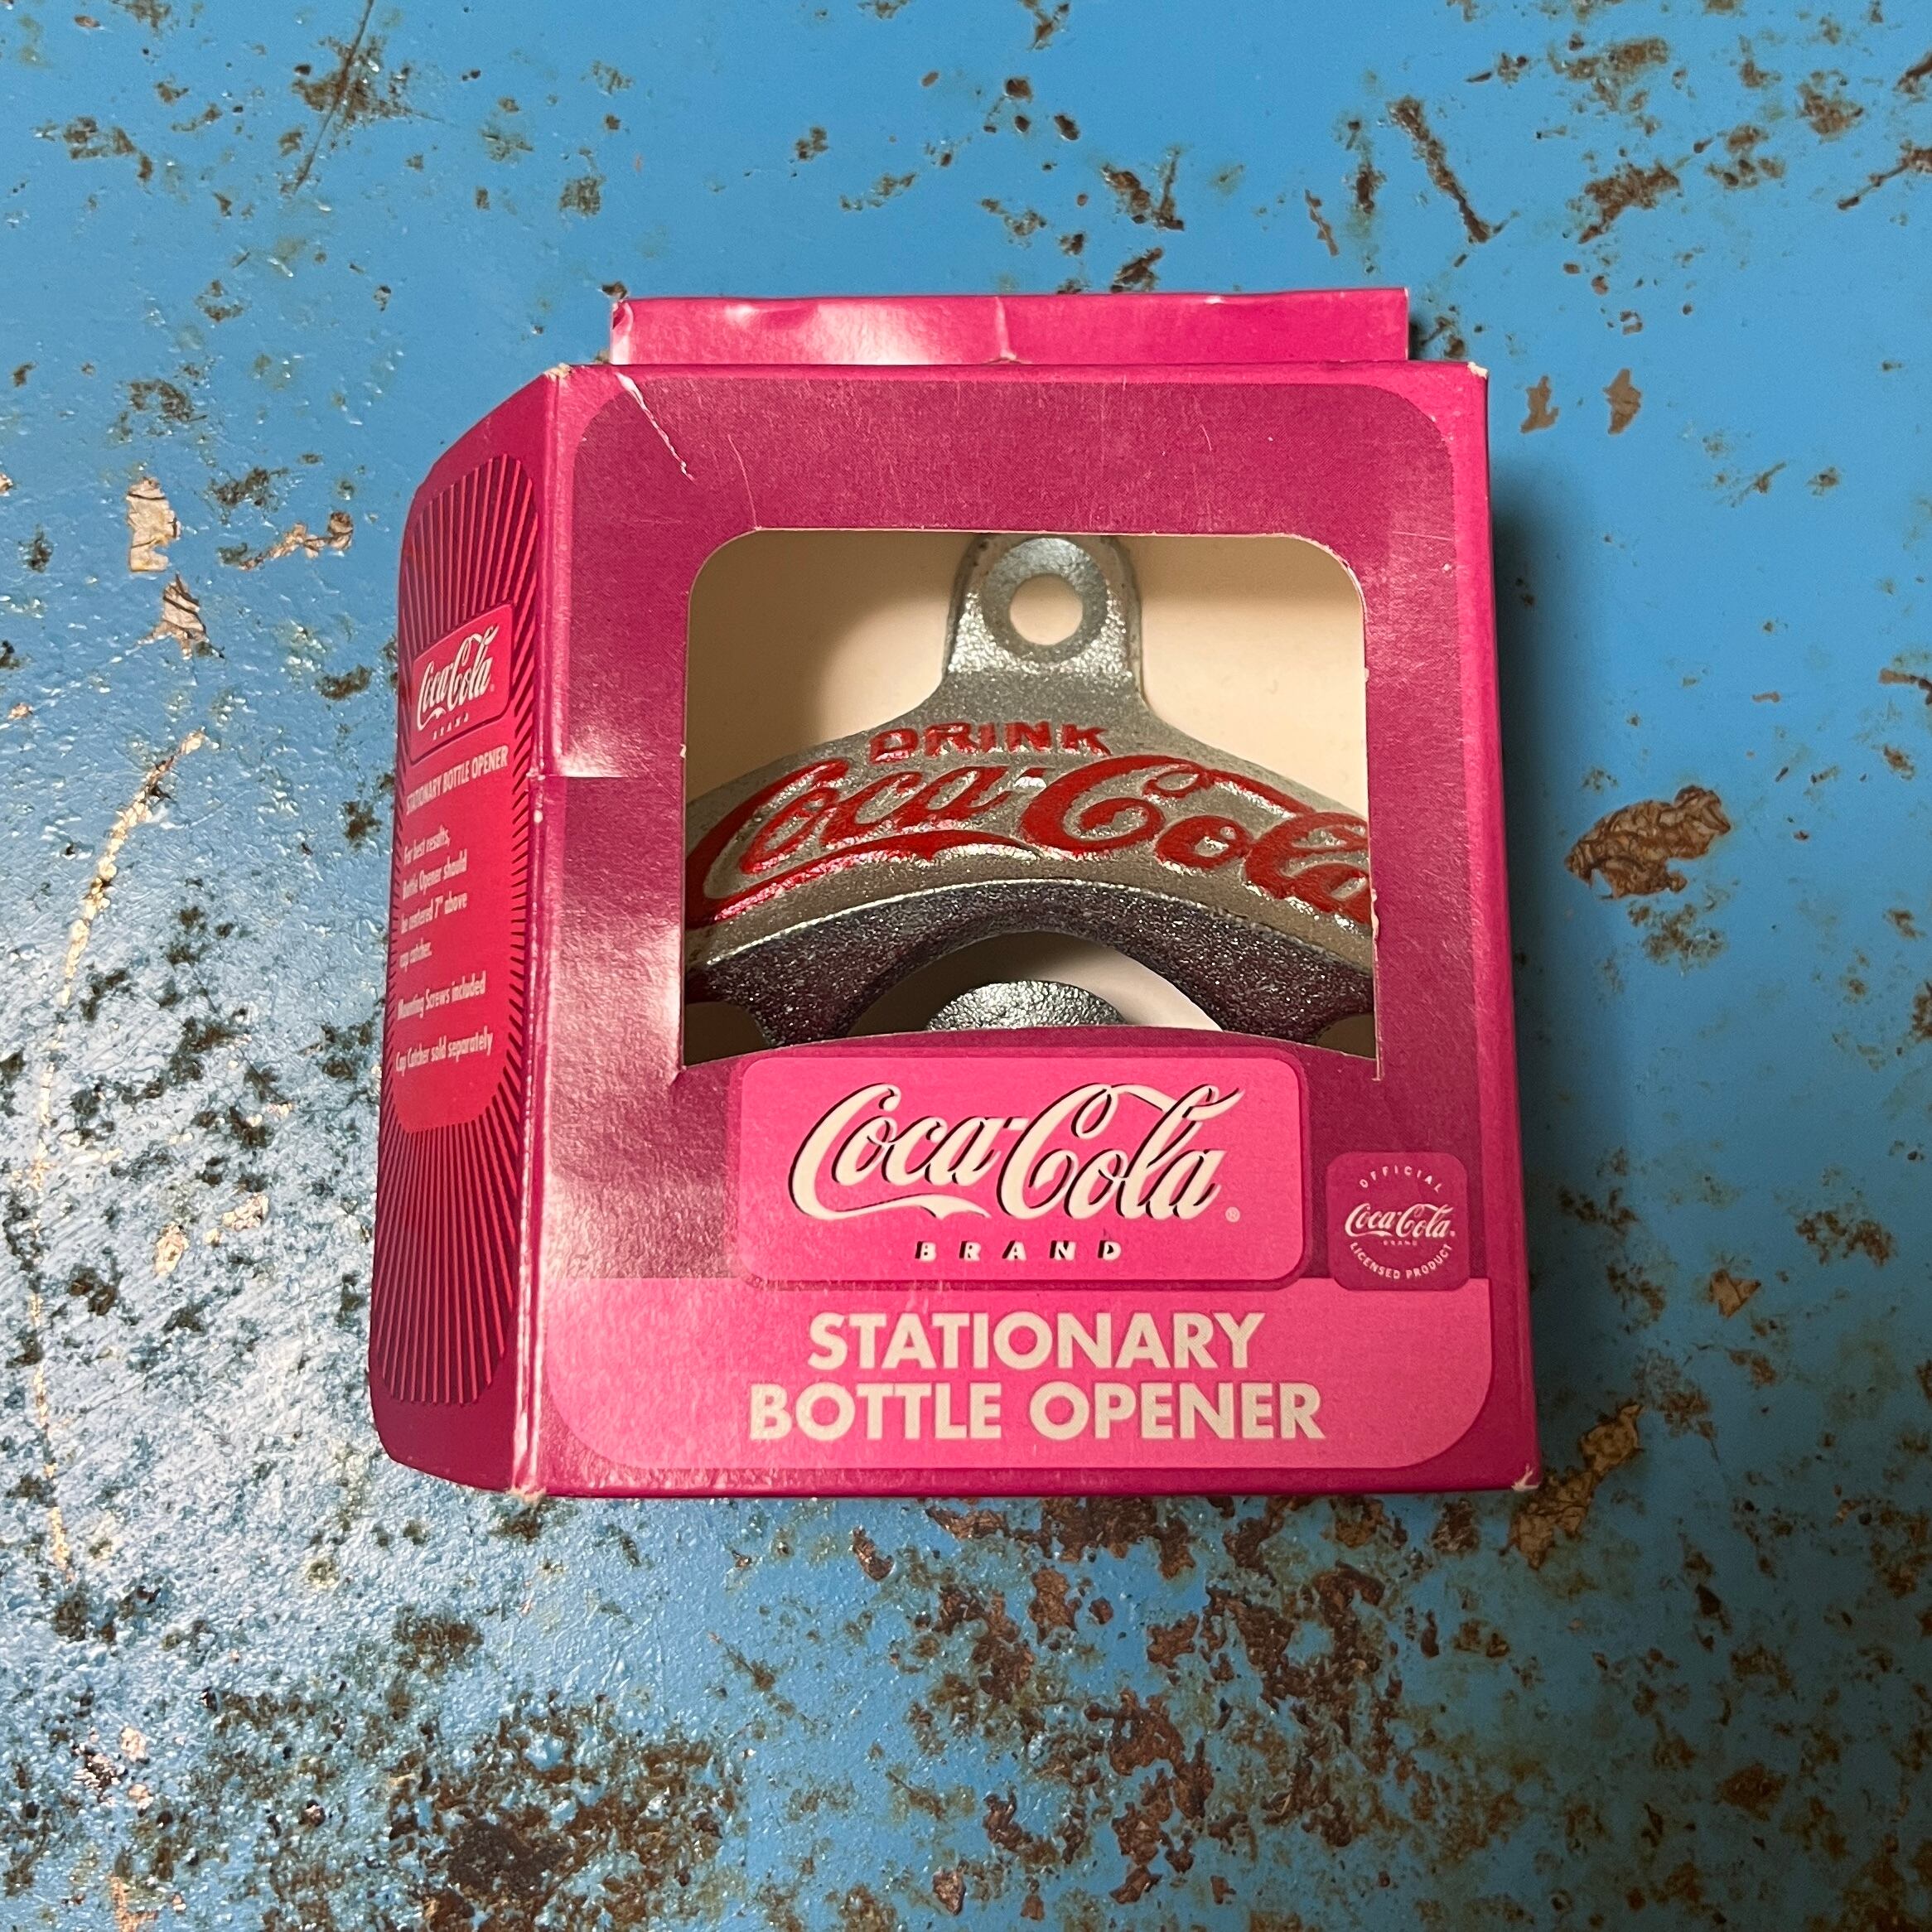 DRINK
Coca-Cola
Coca-Cola®
BRAND
OFFICIAL
Coca-Cola®
BRAND
LICENSED PRODUCT
STATIONARY
BOTTLE OPENER
Coca-Cola®
BRAND
STATIONARY BOTTLE OPENER
For best results,
Bottle Opener should
be centered 7" above
cap catcher.
Mounting Screws included
Cap Catcher sold separately